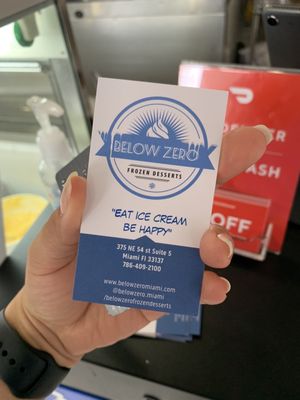 BELOW ZERO
FROZEN DESSERTS
"EAT ICE CREAM
BE HAPPY"
375 NE 54 st Suite 5
Miami Fl 33137
786-409-2100
www.belowzeromiami.com
@belowzero.miami
/belowzerofrozendesserts
OFF